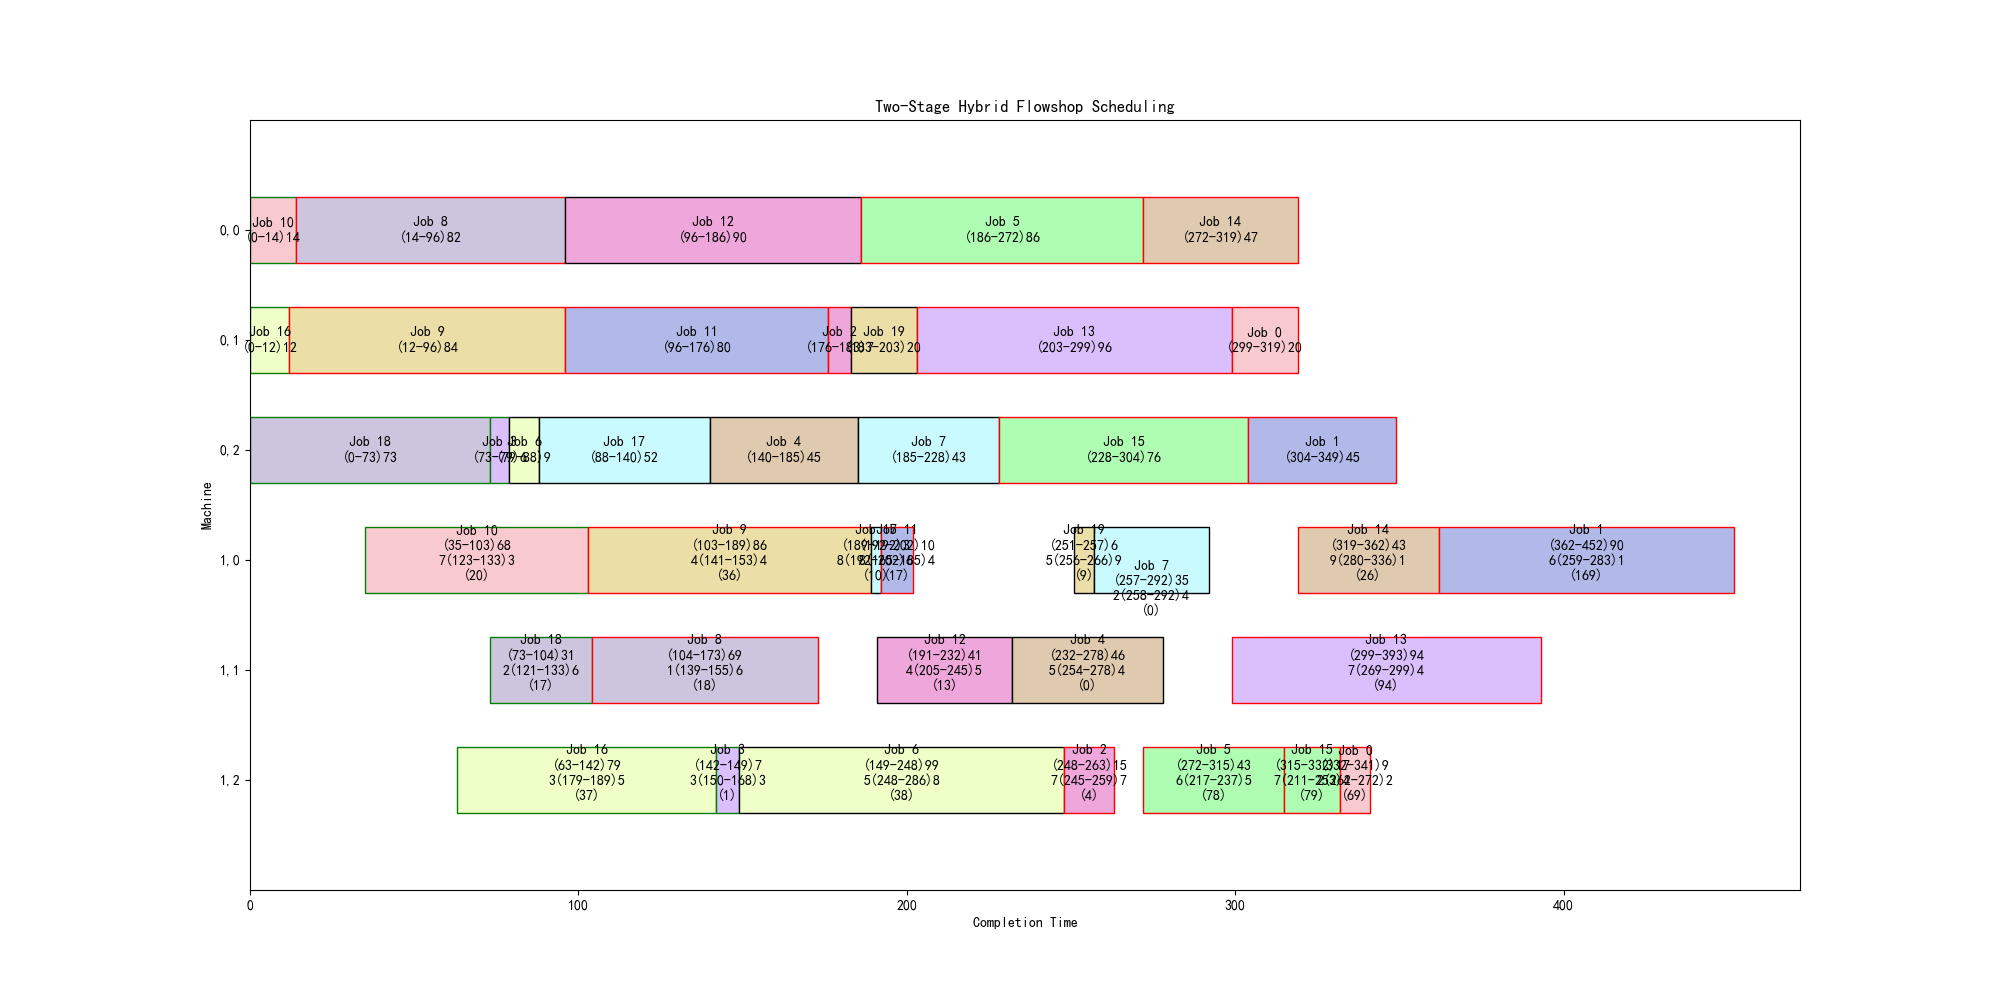 Two-Stage Hybrid Flowshop Scheduling
0,0
Job 10
(0-14)14
Job 8
(14-96)82
Job 12
(96-186)90
Job 5
(186-272)86
Job 14
(272-319)47
0,1
Job 16
(0-12)12
Job 9
(12-96)84
Job 11
(96-176)80
Job 2
(176-183)7
Job 19
(183-203)20
Job 13
(203-299)96
Job 0
(299-319)20
0,2
Job 18
(0-73)73
Job 3
(73-79)6
Job 6
(79-88)9
Job 17
(88-140)52
Job 4
(140-185)45
Job 7
(185-228)43
Job 15
(228-304)76
Job 1
(304-349)45
Machine
1,0
Job 10
(35-103)68
7(123-133)3
(20)
Job 9
(103-189)86
4(141-153)4
(36)
Job 17
(189-192)3
(10)
Job 11
(192-202)10
(17)
Job 19
(251-257)6
5(256-266)9
(9)
Job 7
(257-292)35
2(258-292)4
(0)
Job 14
(319-362)43
9(280-336)1
(26)
Job 1
(362-452)90
6(259-283)1
(169)
1,1
Job 18
(73-104)31
2(121-133)6
(17)
Job 8
(104-173)69
1(139-155)6
(18)
Job 12
(191-232)41
4(205-245)5
(13)
Job 4
(232-278)46
5(254-278)4
(0)
Job 13
(299-393)94
7(269-299)4
(94)
1,2
Job 16
(63-142)79
3(179-189)5
(37)
Job 3
(142-149)7
3(150-168)3
(1)
Job 6
(149-248)99
5(248-286)8
(38)
Job 2
(248-263)15
7(245-259)7
(4)
Job 5
(272-315)43
6(217-237)5
(78)
Job 15
(315-332)17
(79)
Job 0
(332-341)9
(69)
0
100
200
300
400
Completion Time